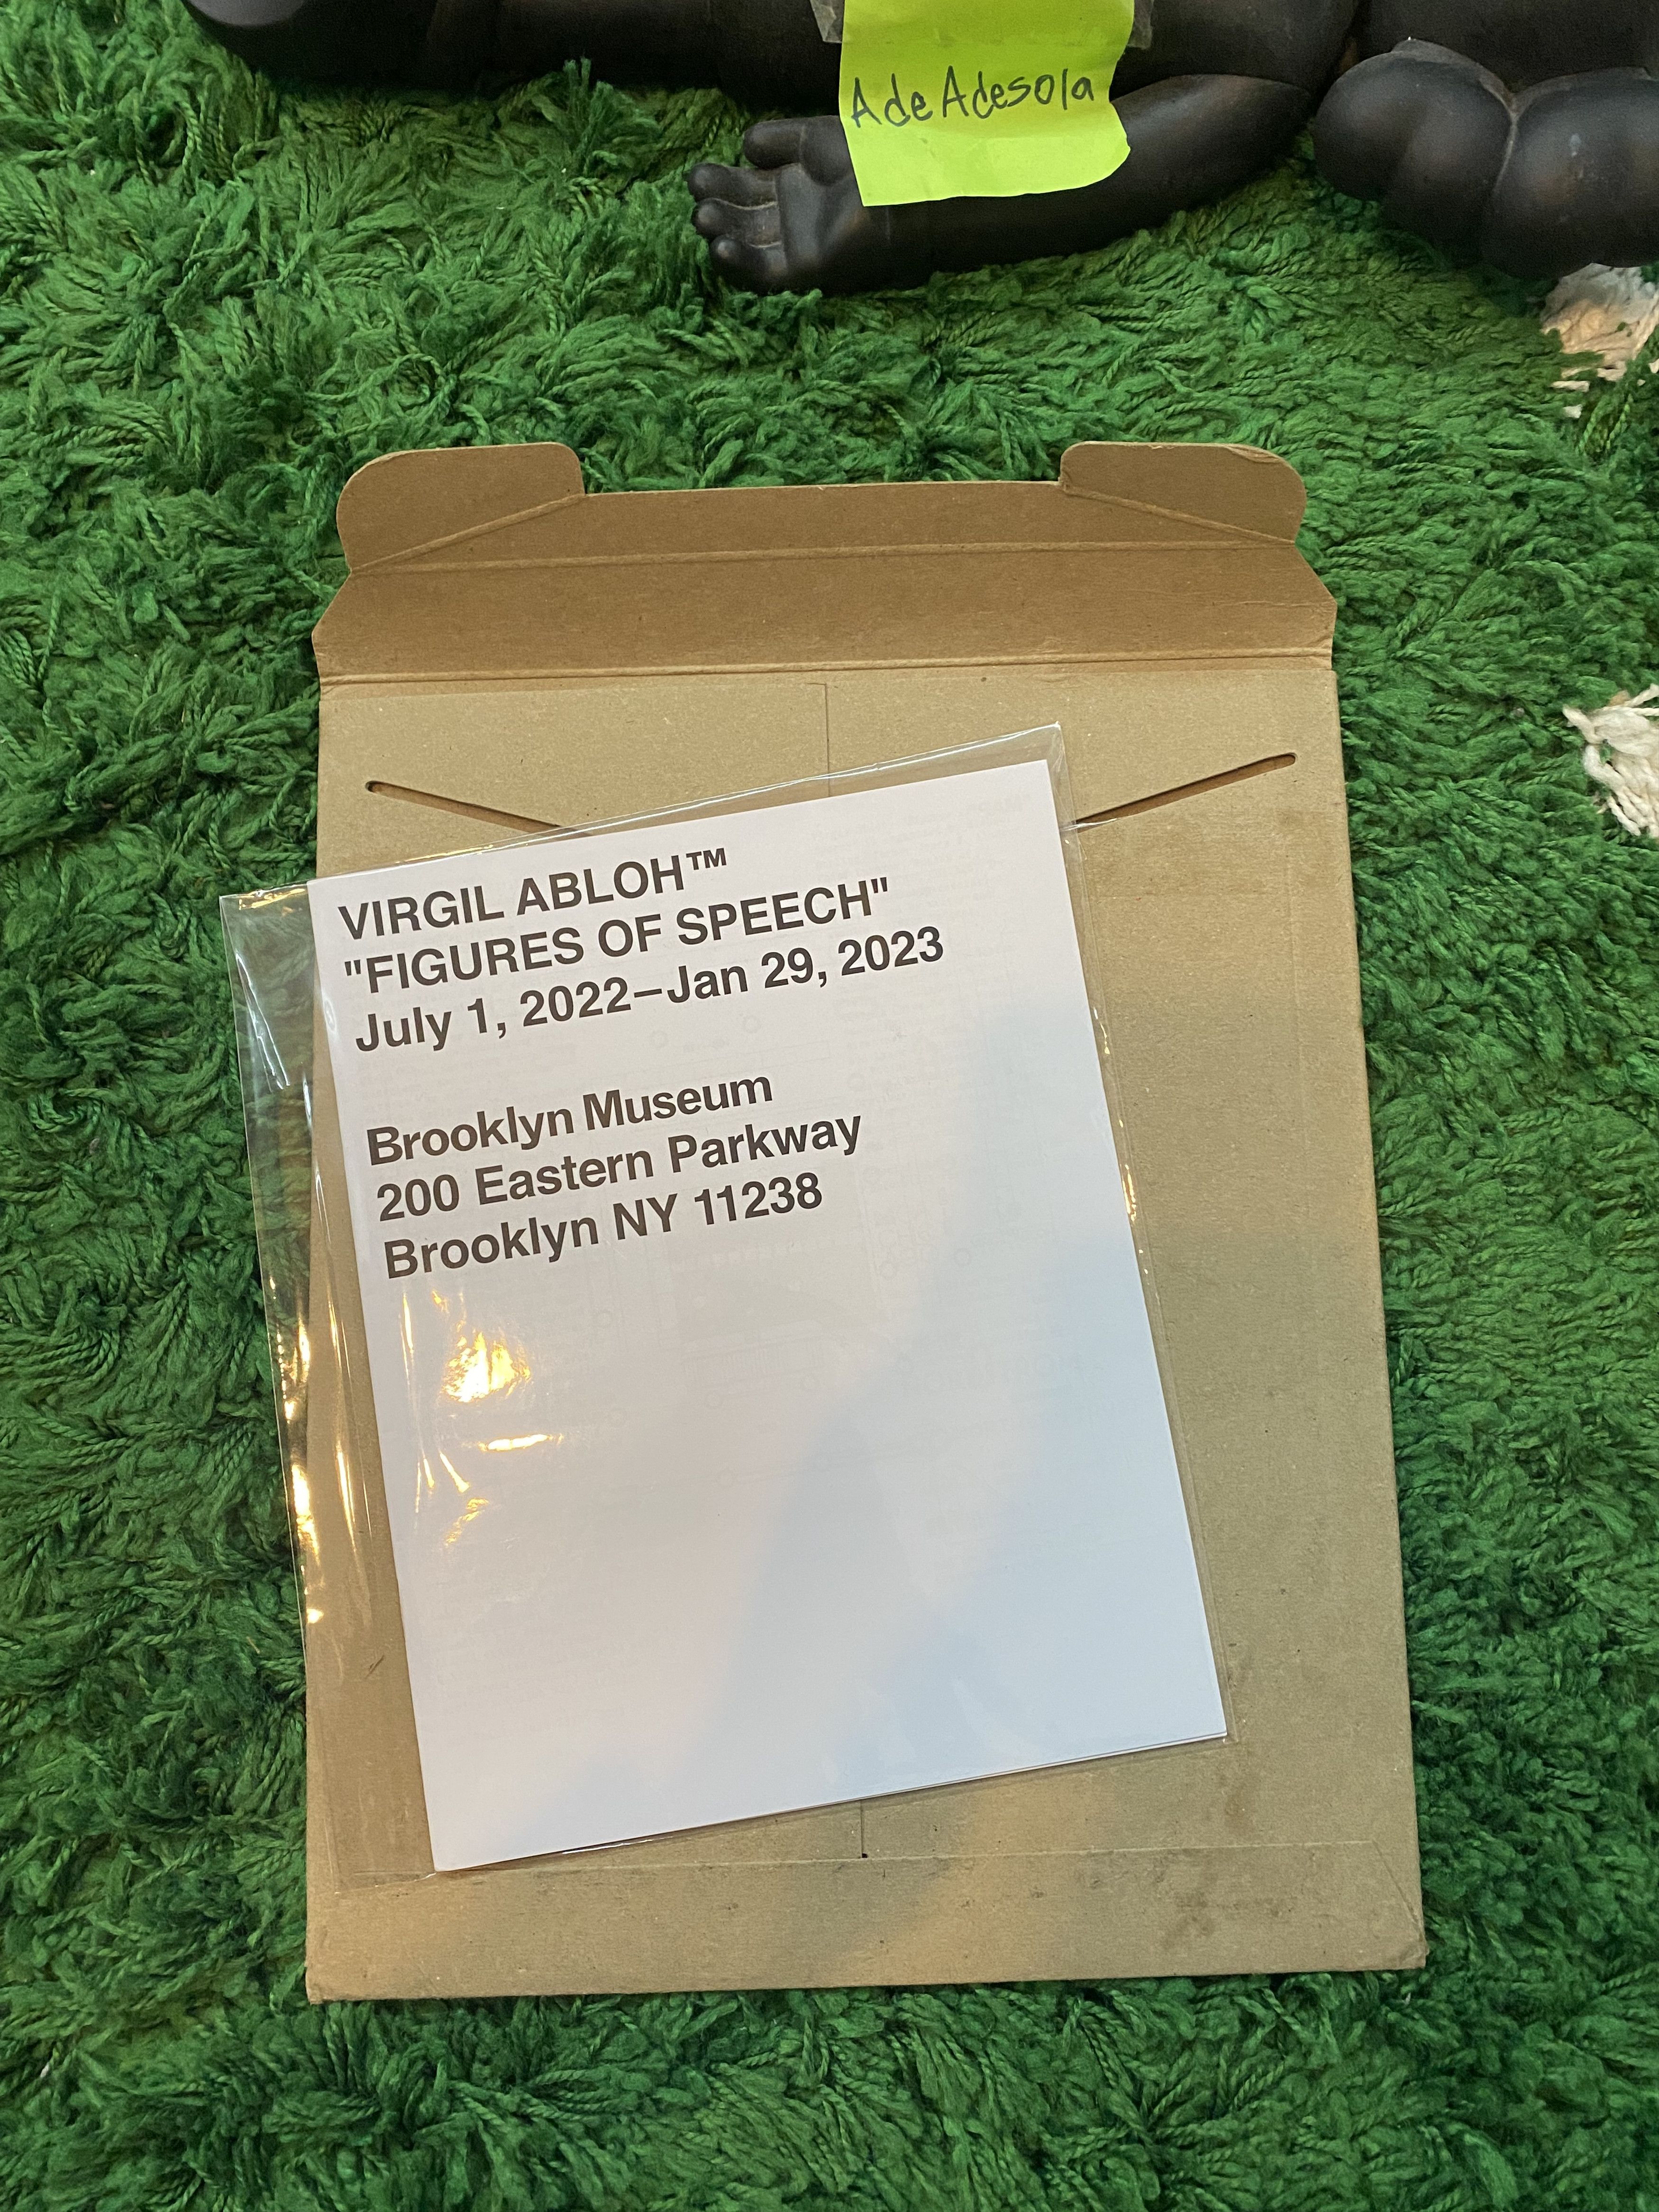 Ade Adesola
VIRGIL ABLOH™
"FIGURES OF SPEECH"
July 1, 2022–Jan 29, 2023
Brooklyn Museum
200 Eastern Parkway
Brooklyn NY 11238